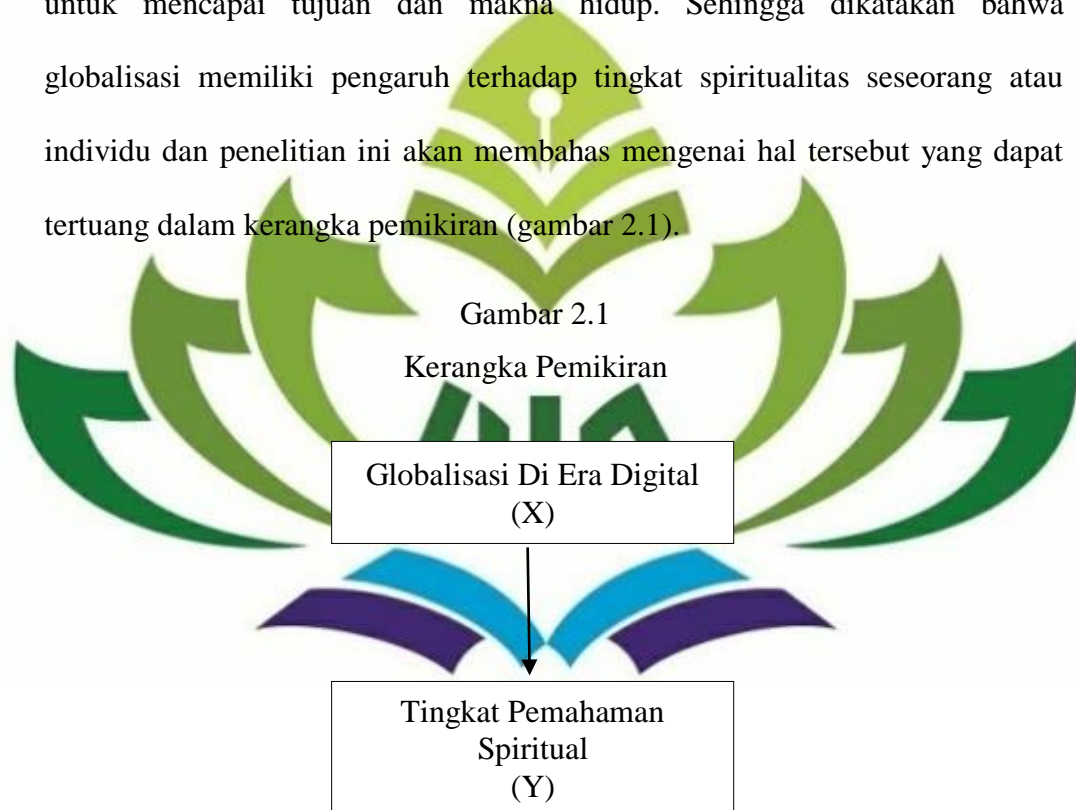 untuk mencapai tujuan dan makna hidup. Sehingga dikatakan bahwa
globalisasi memiliki pengaruh terhadap tingkat spiritualitas seseorang atau
individu dan penelitian ini akan membahas mengenai hal tersebut yang dapat
tertuang dalam kerangka pemikiran (gambar 2.1).
Gambar 2.1
Kerangka Pemikiran
Globalisasi Di Era Digital
(X)
Tingkat Pemahaman
Spiritual
(Y)